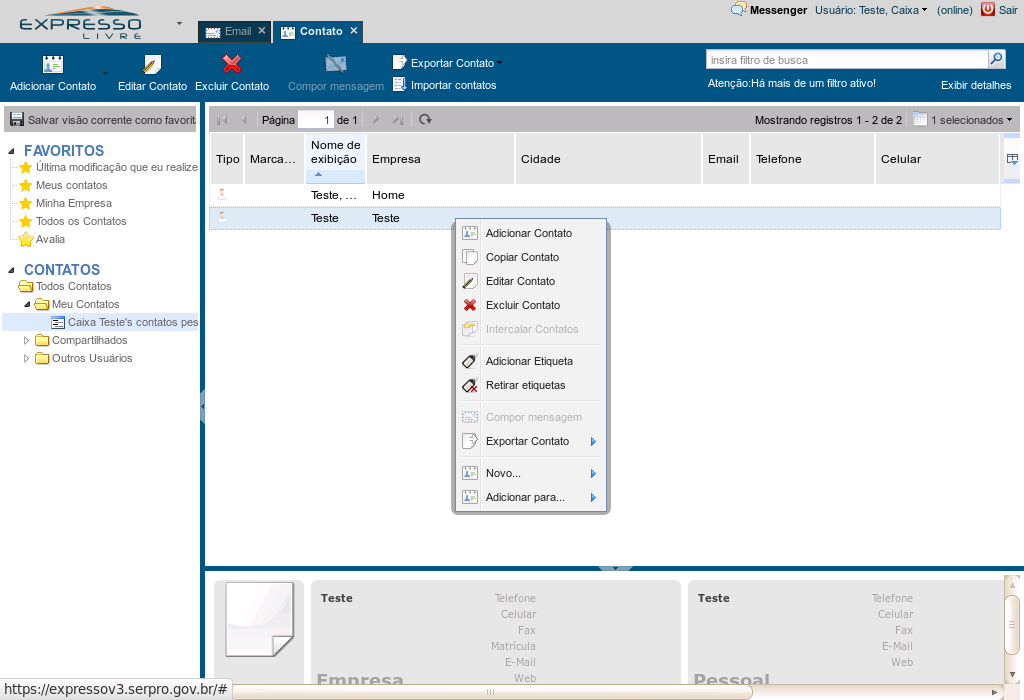 EXPRESSO
LIVRE
Email
Contato
Messenger
Usuário: Teste, Caixa
(online)
Sair
Adicionar Contato
Editar Contato
Excluir Contato
Compor mensagem
Exportar Contato
Importar contatos
insira filtro de busca
Atenção:Há mais de um filtro ativo!
Exibir detalhes
Salvar visão corrente como favorit
FAVORITOS
Última modificação que eu realize
Meus contatos
Minha Empresa
Todos os Contatos
Avalia
CONTATOS
Todos Contatos
Meu Contatos
Caixa Teste's contatos pes
Compartilhados
Outros Usuários
Página 1 de 1
Mostrando registros 1 - 2 de 2
1 selecionados
Tipo Marca... Nome de exibição Empresa Cidade Email Telefone Celular
Teste, ... Home
Teste Teste
Adicionar Contato
Copiar Contato
Editar Contato
Excluir Contato
Intercalar Contatos
Adicionar Etiqueta
Retirar etiquetas
Compor mensagem
Exportar Contato
Novo...
Adicionar para...
Teste
Telefone
Celular
Fax
Matrícula
E-Mail
Web
Empresa
Teste
Telefone
Celular
Fax
E-Mail
Web
Pessoal
https://expressov3.serpro.gov.br/#